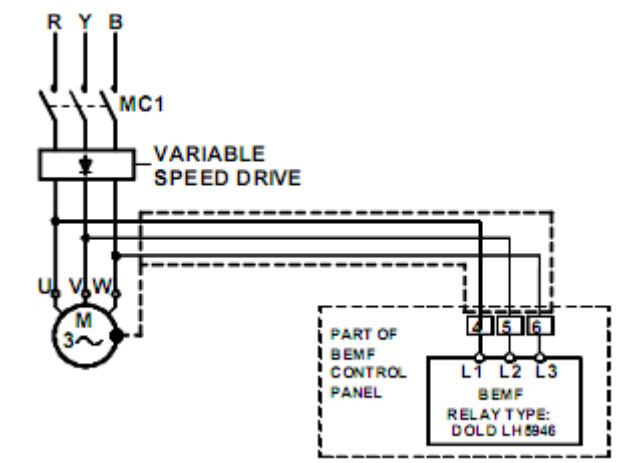 R Y B
MC1
VARIABLE
SPEED DRIVE
U V W
M
3~
4 5 6
PART OF
BEMF
CONTROL
PANEL
L1 L2 L3
BEMF
RELAY TYPE:
DOLD LH5946